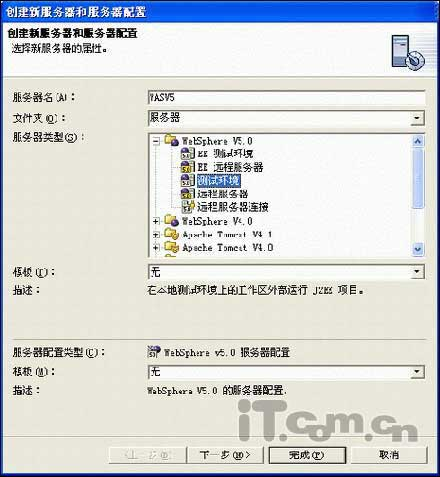 创建新服务器和服务器配置
创建新服务器和服务器配置
选择新服务器的属性。
服务器名(A): WASV5
文件夹(O): 服务器
服务器类型(S):
WebSphere V5.0
EE 测试环境
EE 远程服务器
测试环境
远程服务器
远程服务器连接
WebSphere V4.0
Apache Tomcat V4.1
Apache Tomcat V4.0
模板(E): 无
描述: 在本地测试环境上的工作区外部运行 J2EE 项目。
服务器配置类型(C): WebSphere v5.0 服务器配置
模板(M): 无
描述: WebSphere V5.0 的服务器配置.
iT.com.cn
<上一步(B) 下一步(N)> 完成(F) 取消